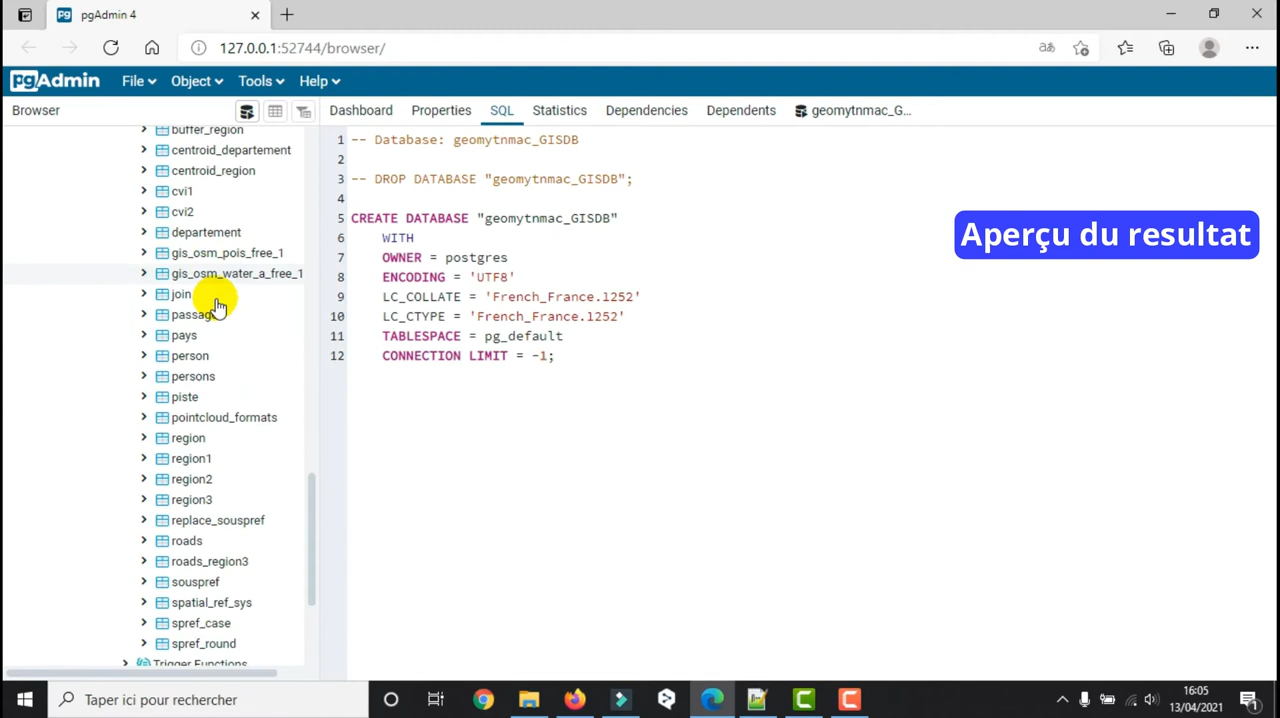 pgAdmin 4
127.0.0.1:52744/browser/
pgAdmin File Object Tools Help
Browser
Dashboard Properties SQL Statistics Dependencies Dependents geomytnmac_G...
buffer_region
centroid_departement
centroid_region
cvi1
cvi2
departement
gis_osm_pois_free_1
gis_osm_water_a_free_1
join
pays
person
persons
piste
pointcloud_formats
region
region1
region2
region3
replace_souspref
roads
roads_region3
souspref
spatial_ref_sys
spref_case
spref_round
Trigger Functions
1 -- Database: geomytnmac_GISDB
2
3 -- DROP DATABASE "geomytnmac_GISDB";
4
5 CREATE DATABASE "geomytnmac_GISDB"
6 WITH
7 OWNER = postgres
8 ENCODING = 'UTF8'
9 LC_COLLATE = 'French_France.1252'
10 LC_CTYPE = 'French_France.1252'
11 TABLESPACE = pg_default
12 CONNECTION LIMIT = -1;
Aperçu du resultat
Taper ici pour rechercher
16:05
13/04/2021
1